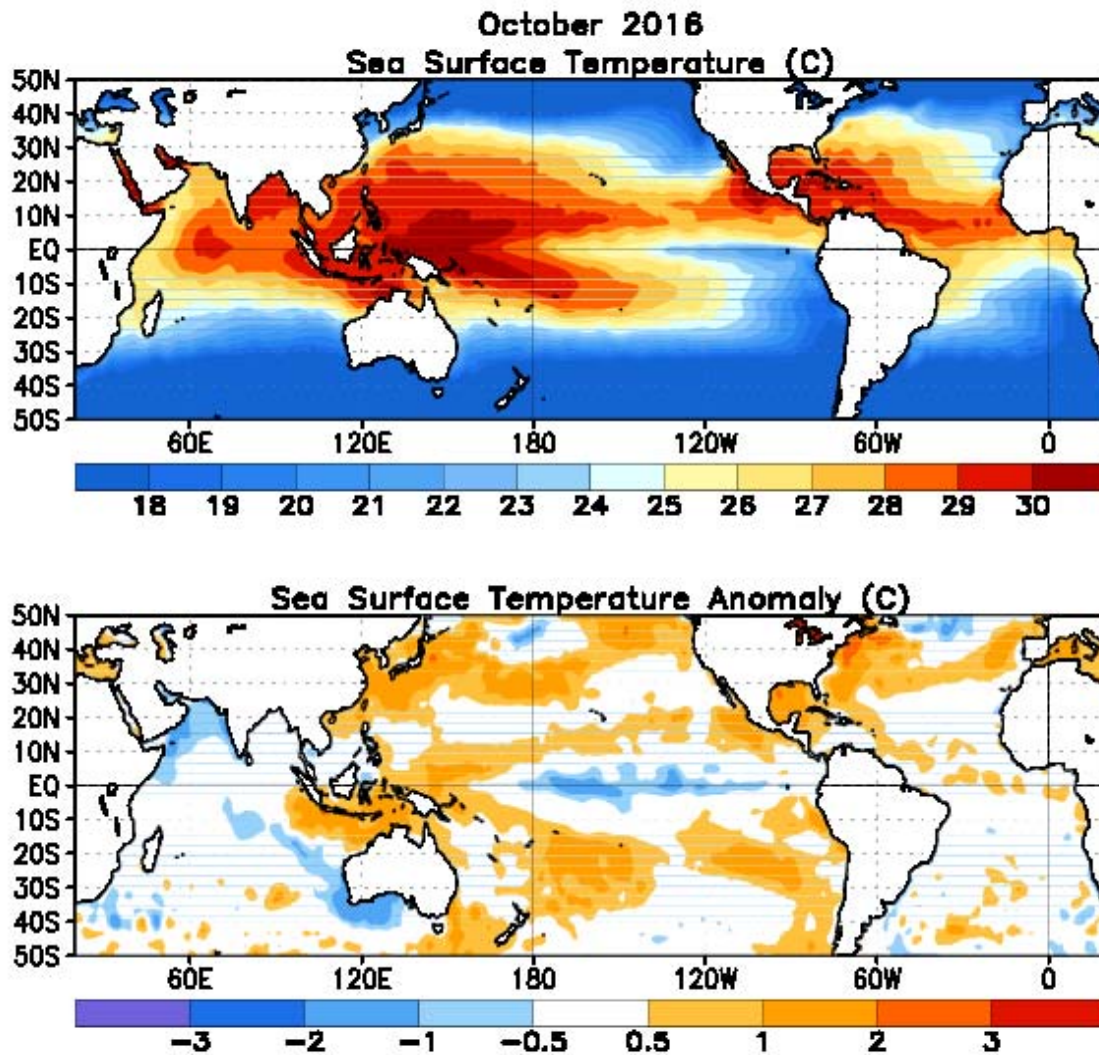 October 2016
Sea Surface Temperature (C)
50N
40N
30N
20N
10N
EQ
10S
20S
30S
40S
50S
60E 120E 180 120W 60W 0
18 19 20 21 22 23 24 25 26 27 28 29 30
Sea Surface Temperature Anomaly (C)
50N
40N
30N
20N
10N
EQ
10S
20S
30S
40S
50S
60E 120E 180 120W 60W 0
-3 -2 -1 -0.5 0.5 1 2 3